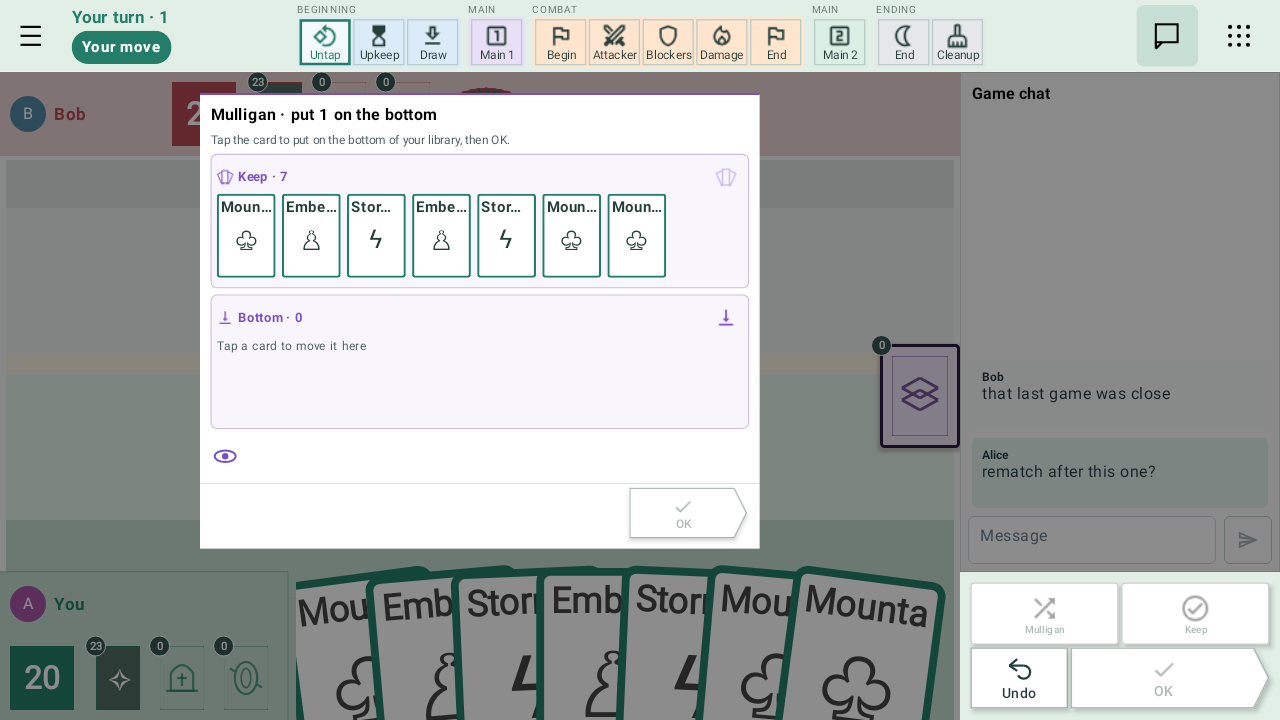 Your turn · 1
Your move
BEGINNING
MAIN
COMBAT
MAIN
ENDING
Untap
Upkeep
Draw
1
Main 1
Begin
Attacker
Blockers
Damage
End
2
Main 2
End
Cleanup
B
Bob
2
23
0
0
Game chat
Mulligan · put 1 on the bottom
Tap the card to put on the bottom of your library, then OK.
Keep · 7
Moun...
Embe...
Stor...
Embe...
Stor...
Moun...
Moun...
Bottom · 0
Tap a card to move it here
OK
0
Bob
that last game was close
Alice
rematch after this one?
Message
A
You
20
23
0
0
Mou
Emb
Stor
Emb
Stor
Mou
Mounta
Mulligan
Keep
Undo
OK